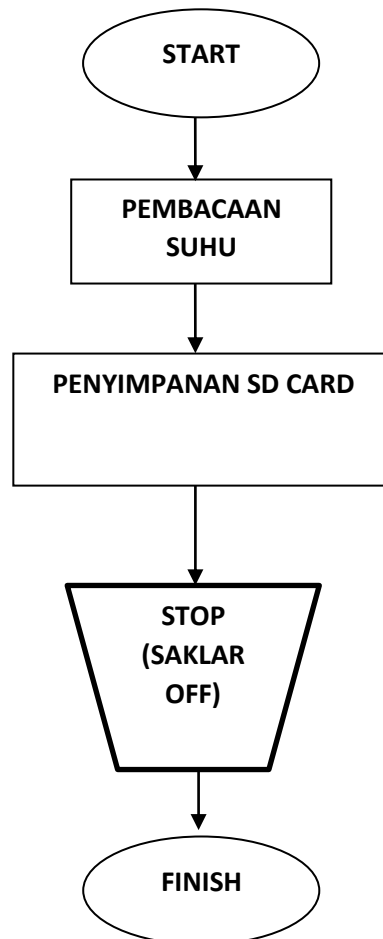 START
PEMBACAAN
SUHU
PENYIMPANAN SD CARD
STOP
(SAKLAR
OFF)
FINISH